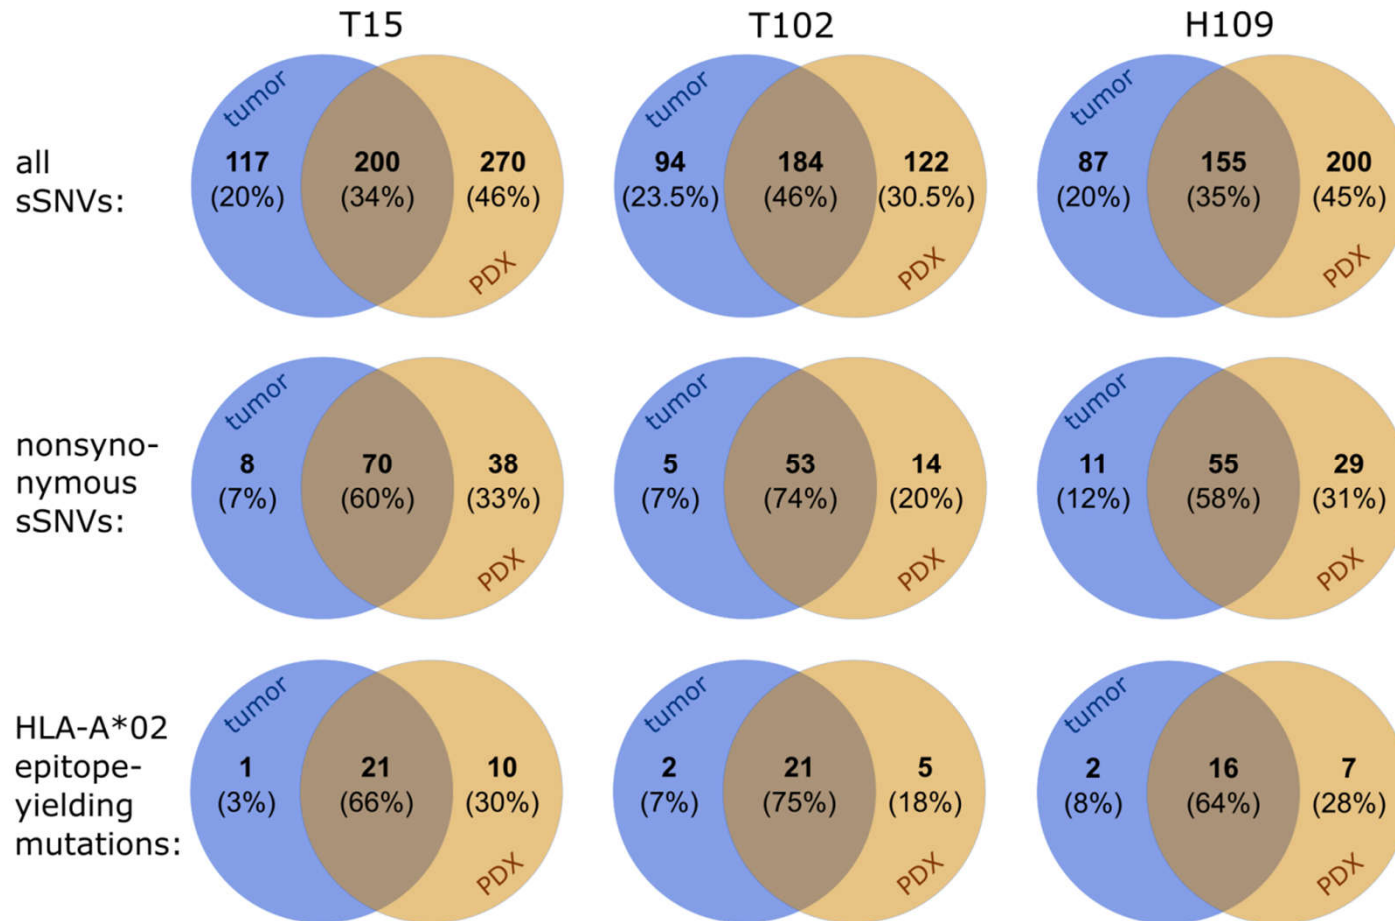 T15 T102 H109
all
sSNVs:
tumor tumor tumor
117 200 270 94 184 122 87 155 200
(20%) (34%) (46%) (23.5%) (46%) (30.5%) (20%) (35%) (45%)
PDX PDX PDX
nonsyno-
nymous
sSNVs:
tumor tumor tumor
8 70 38 5 53 14 11 55 29
(7%) (60%) (33%) (7%) (74%) (20%) (12%) (58%) (31%)
PDX PDX PDX
HLA-A*02
epitope-
yielding
mutations:
tumor tumor tumor
1 21 10 2 21 5 2 16 7
(3%) (66%) (30%) (7%) (75%) (18%) (8%) (64%) (28%)
PDX PDX PDX